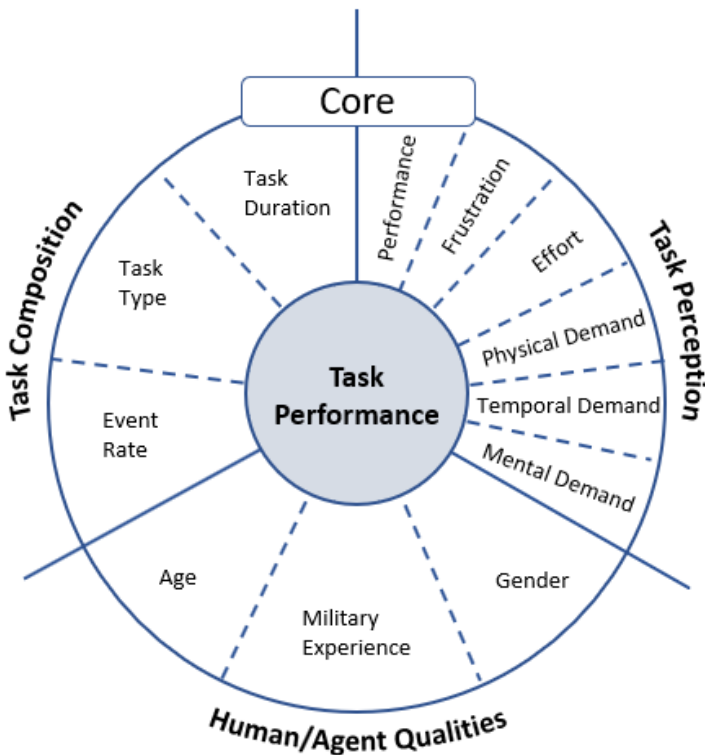 Core
Task
Duration
Performance
Frustration
Effort
Physical Demand
Temporal Demand
Mental Demand
Task Perception
Task Composition
Task
Type
Event
Rate
Task
Performance
Age
Military
Experience
Gender
Human/Agent Qualities